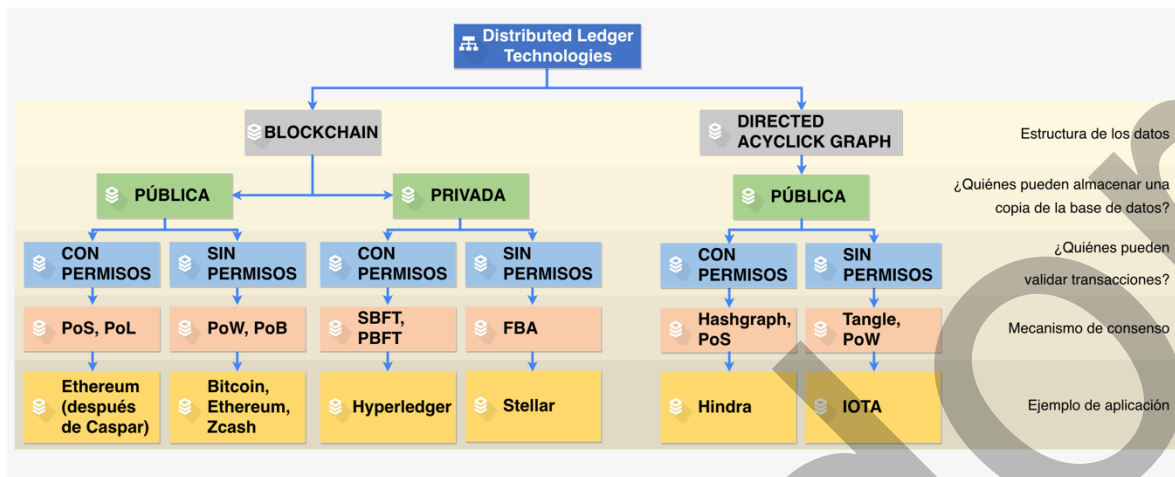 Distributed Ledger
Technologies
BLOCKCHAIN
DIRECTED
ACYCLICK GRAPH
Estructura de los datos
PÚBLICA
PRIVADA
PÚBLICA
¿Quiénes pueden almacenar una
copia de la base de datos?
CON
PERMISOS
SIN
PERMISOS
CON
PERMISOS
SIN
PERMISOS
CON
PERMISOS
SIN
PERMISOS
¿Quiénes pueden
validar transacciones?
PoS, PoL
PoW, PoB
SBFT,
PBFT
FBA
Hashgraph,
PoS
Tangle,
PoW
Mecanismo de consenso
Ethereum
(después
de Caspar)
Bitcoin,
Ethereum,
Zcash
Hyperledger
Stellar
Hindra
IOTA
Ejemplo de aplicación